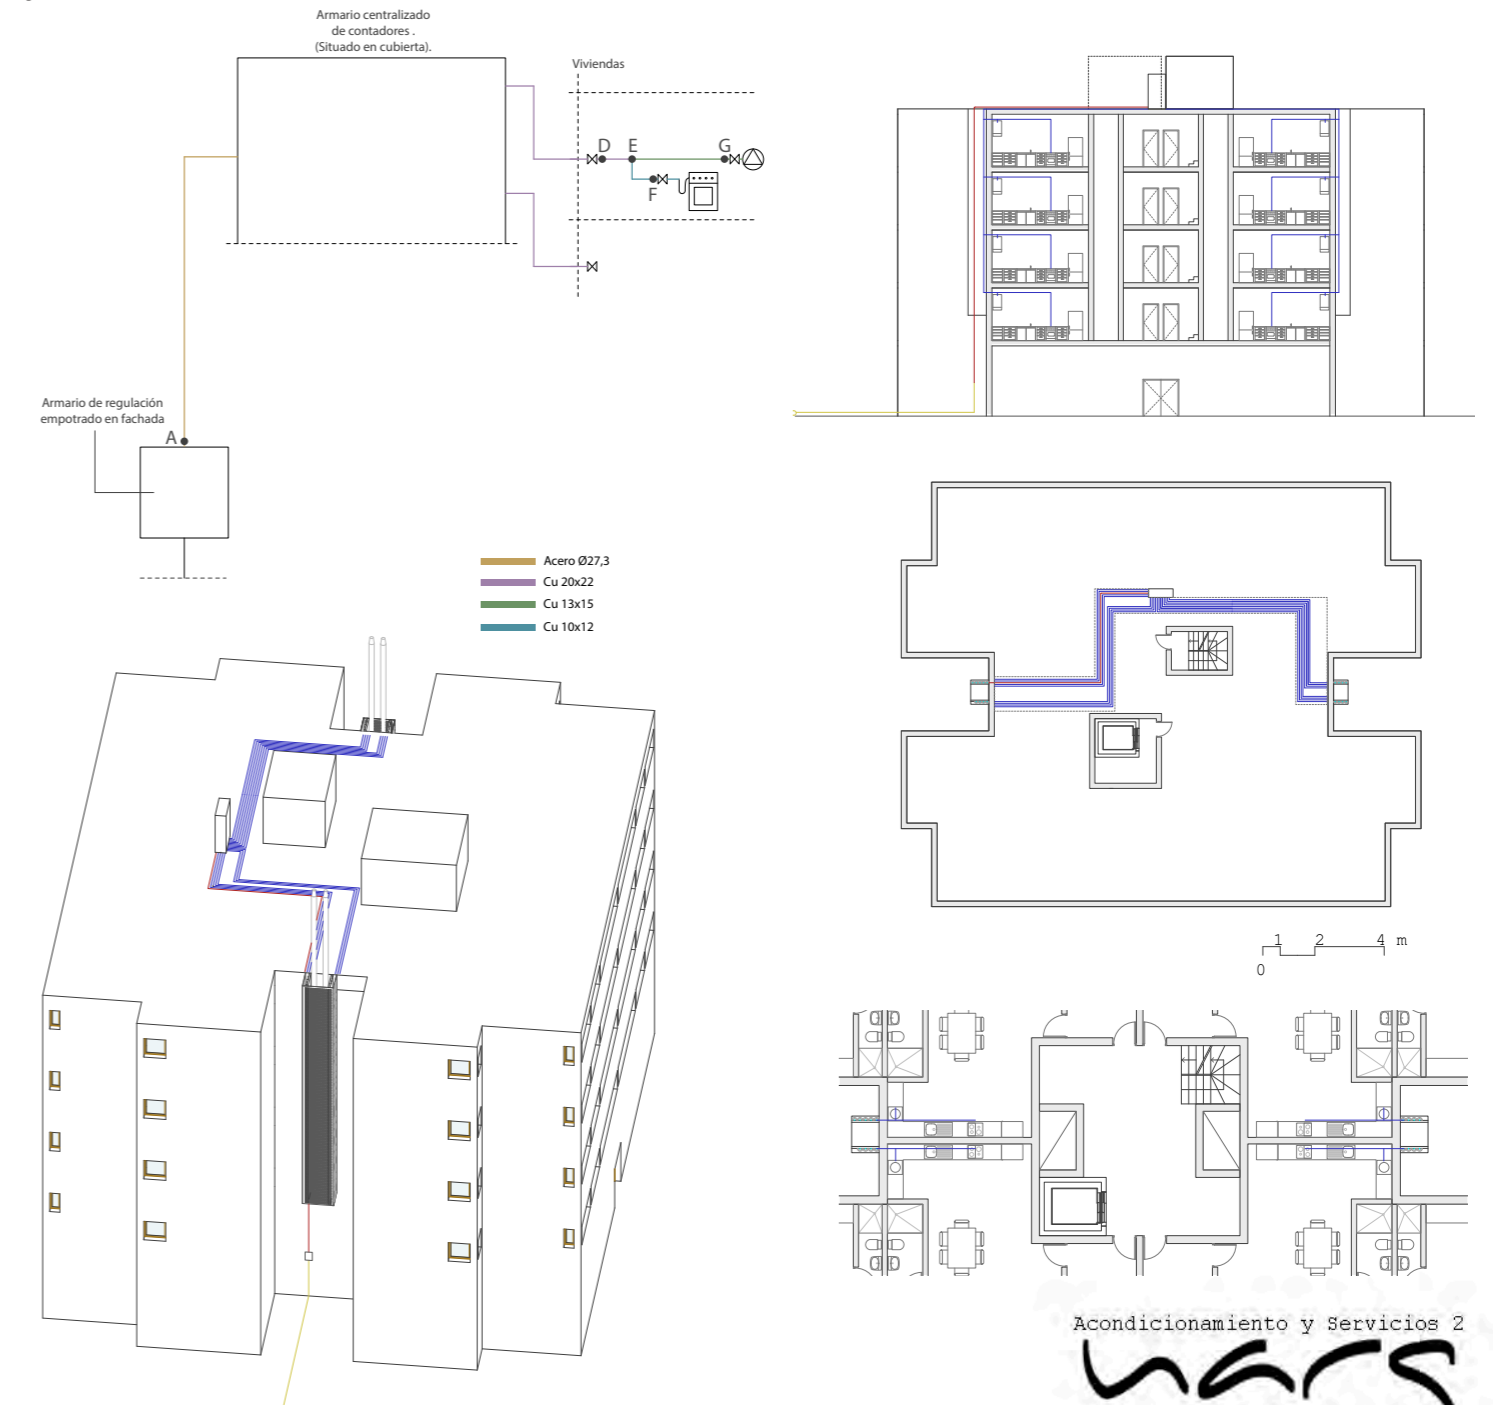 Armario centralizado
de contadores .
(Situado en cubierta).
Viviendas
D
E
G
F
Armario de regulación
empotrado en fachada
A
Acero Ø27,3
Cu 20x22
Cu 13x15
Cu 10x12
1 2 4 m
0
Acondicionamiento y Servicios 2